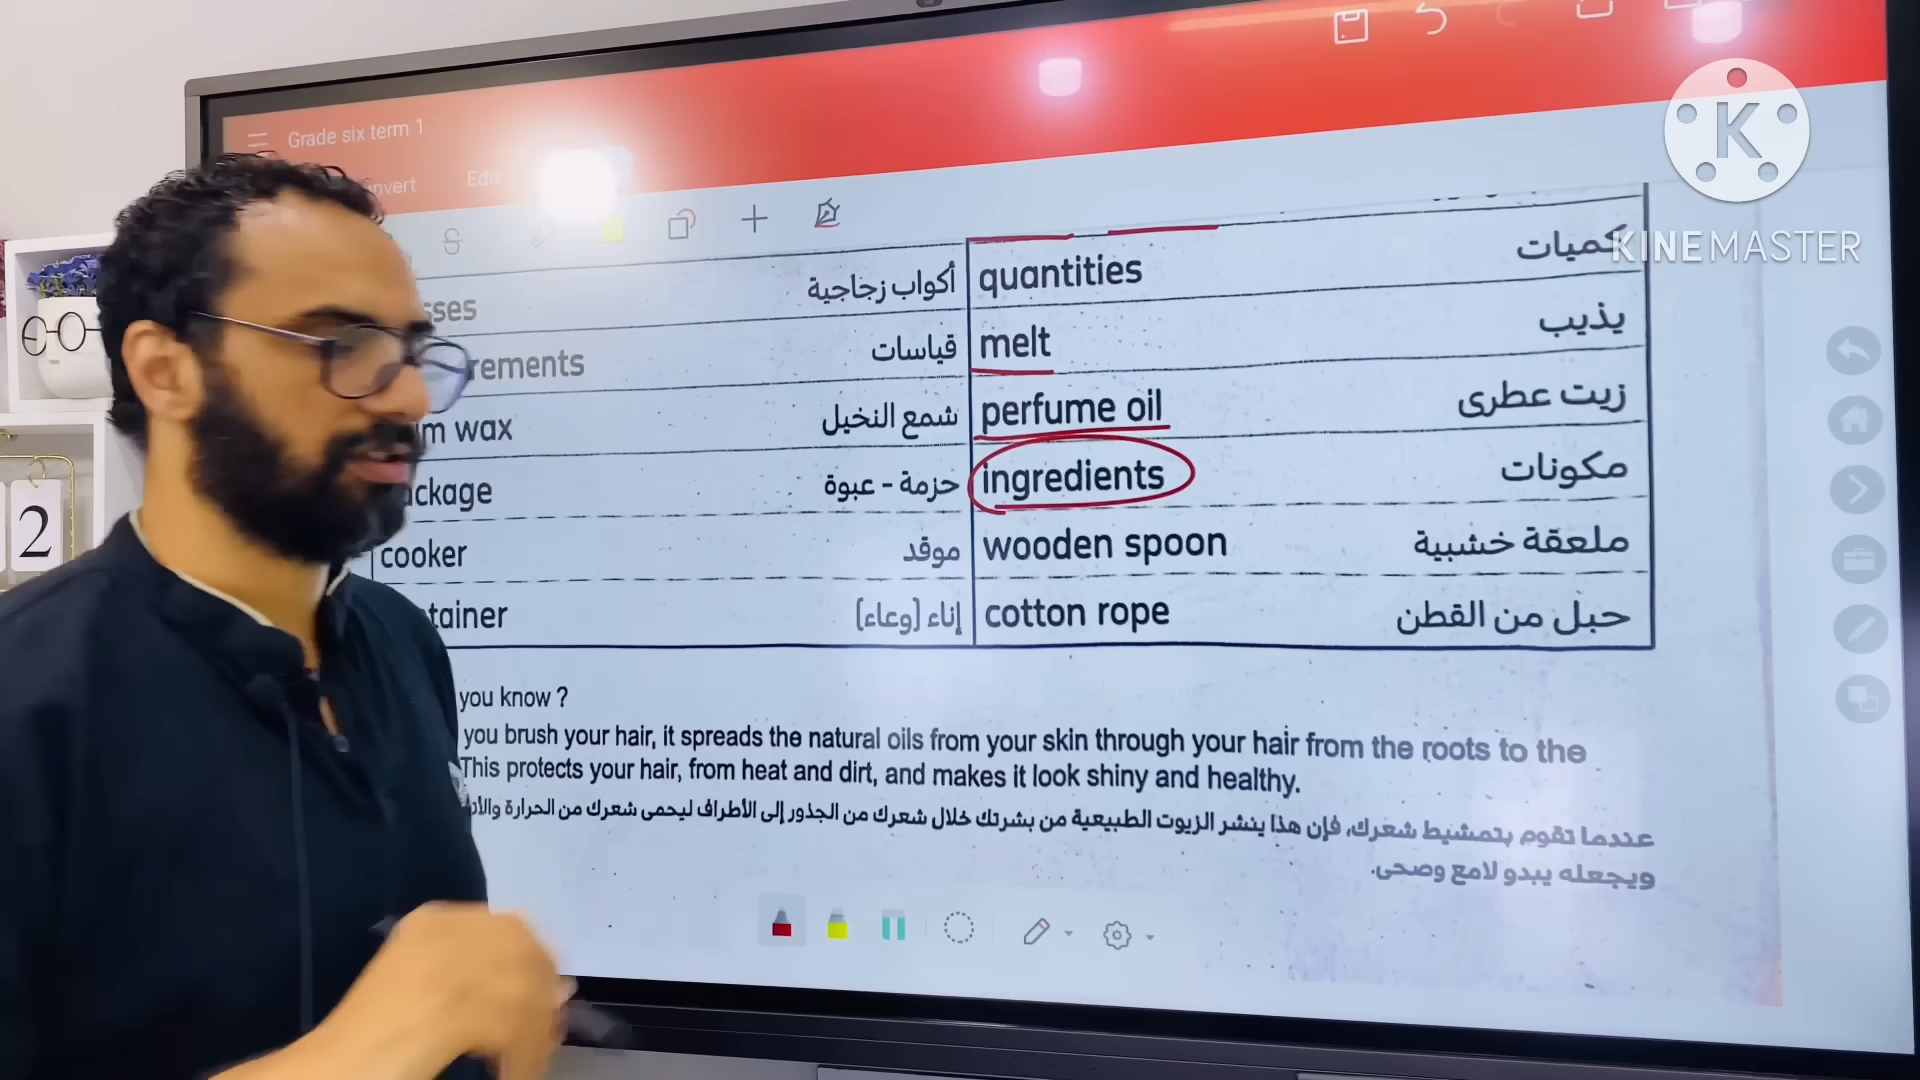 Grade six term 1
Edit
KINEMASTER
أكواب زجاجية quantities كميات
قياسات melt يذيب
wax شمع النخيل perfume oil زيت عطرى
حزمة - عبوة ingredients مكونات
cooker موقد wooden spoon ملعقة خشبية
إناء [وعاء] cotton rope حبل من القطن
you know ?
you brush your hair, it spreads the natural oils from your skin through your hair from the roots to the
This protects your hair, from heat and dirt, and makes it look shiny and healthy.
عندما تقوم بتمشيط شعرك, فإن هذا ينشر الزيوت الطبيعية من بشرتك خلال شعرك من الجذور إلى الأطراف ليحمى شعرك من الحرارة
ويجعله يبدو لامع وصحى.
2
K